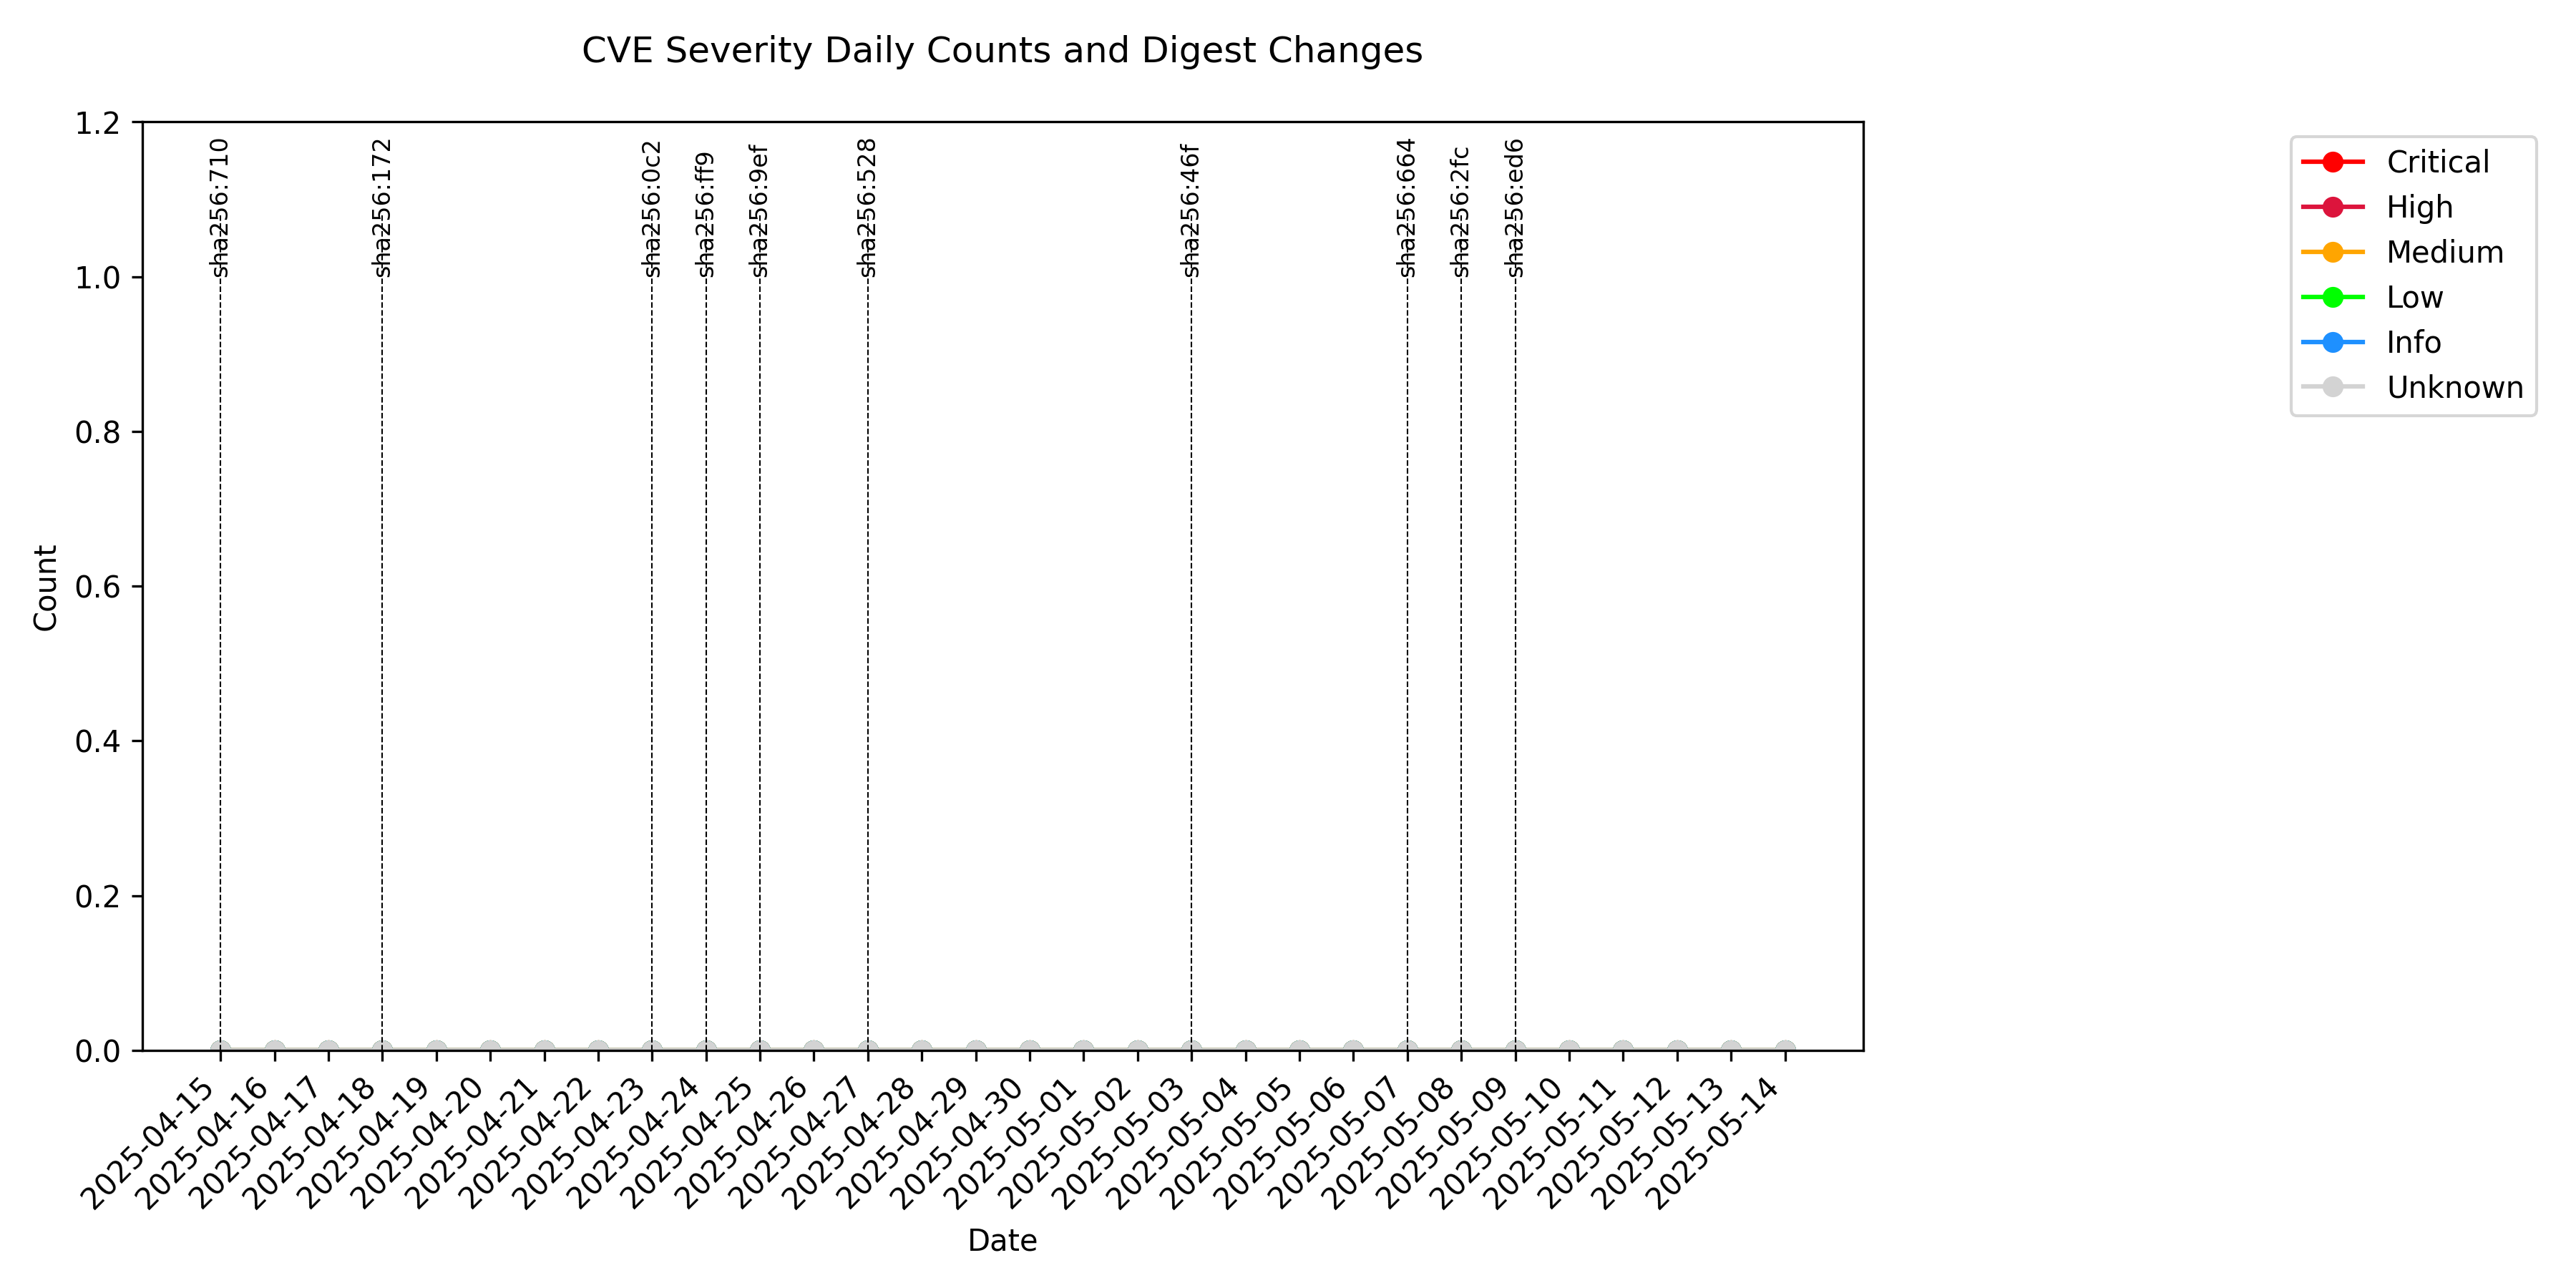 CVE Severity Daily Counts and Digest Changes
1.2
1.0
0.8
0.6
0.4
0.2
0.0
Count
sha256:710
sha256:172
sha256:0c2
sha256:ff9
sha256:9ef
sha256:528
sha256:46f
sha256:664
sha256:2fc
sha256:ed6
Critical
High
Medium
Low
Info
Unknown
2025-04-15
2025-04-16
2025-04-17
2025-04-18
2025-04-19
2025-04-20
2025-04-21
2025-04-22
2025-04-23
2025-04-24
2025-04-25
2025-04-26
2025-04-27
2025-04-28
2025-04-29
2025-04-30
2025-05-01
2025-05-02
2025-05-03
2025-05-04
2025-05-05
2025-05-06
2025-05-07
2025-05-08
2025-05-09
2025-05-10
2025-05-11
2025-05-12
2025-05-13
2025-05-14
Date